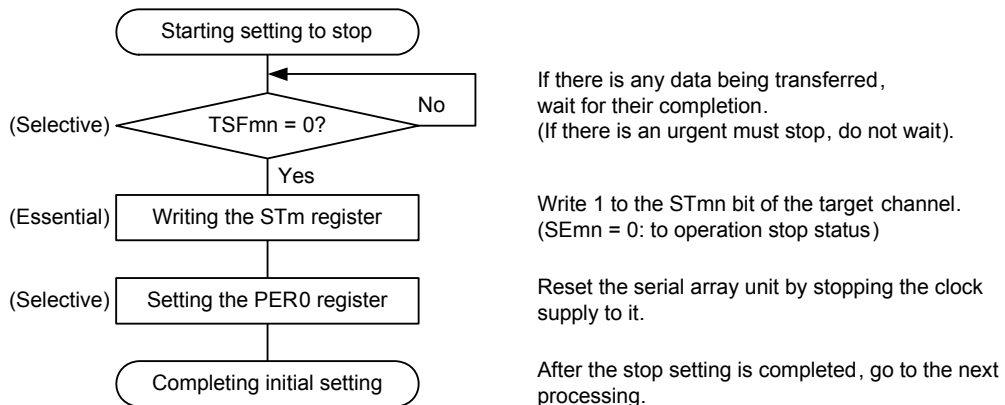 Starting setting to stop
No
(Selective)
TSFmn = 0?
If there is any data being transferred,
wait for their completion.
(If there is an urgent must stop, do not wait).
Yes
(Essential)
Writing the STm register
Write 1 to the STmn bit of the target channel.
(SEmn = 0: to operation stop status)
(Selective)
Setting the PER0 register
Reset the serial array unit by stopping the clock
supply to it.
Completing initial setting
After the stop setting is completed, go to the next
processing.